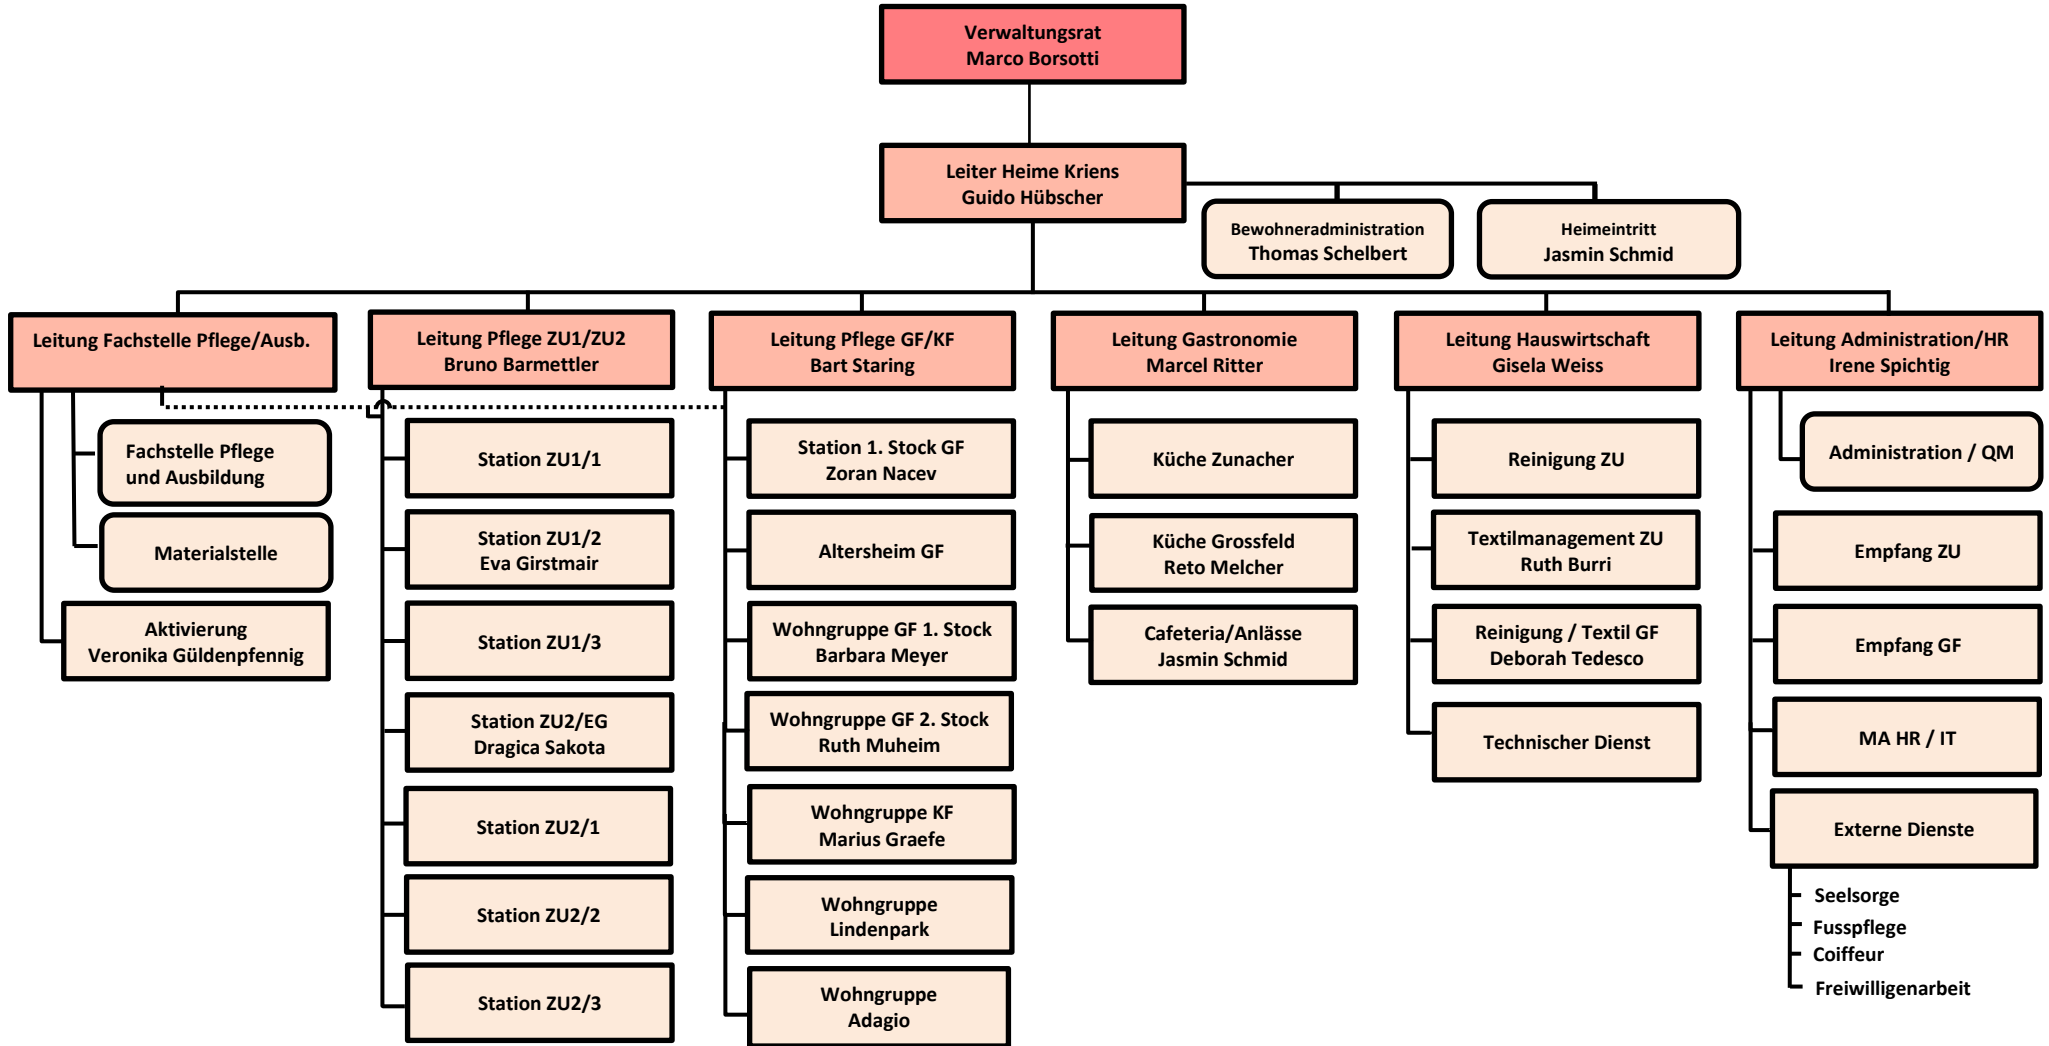 Verwaltungsrat
Marco Borsotti
Leiter Heime Kriens
Guido Hübscher
Bewohneradministration
Thomas Schelbert
Heimeintritt
Jasmin Schmid
Leitung Fachstelle Pflege/Ausb.
Fachstelle Pflege
und Ausbildung
Materialstelle
Aktivierung
Veronika Güldenpfennig
Leitung Pflege ZU1/ZU2
Bruno Barmettler
Station ZU1/1
Station ZU1/2
Eva Girstmair
Station ZU1/3
Station ZU2/EG
Dragica Sakota
Station ZU2/1
Station ZU2/2
Station ZU2/3
Leitung Pflege GF/KF
Bart Staring
Station 1. Stock GF
Zoran Nacev
Altersheim GF
Wohngruppe GF 1. Stock
Barbara Meyer
Wohngruppe GF 2. Stock
Ruth Muheim
Wohngruppe KF
Marius Graefe
Wohngruppe
Lindenpark
Wohngruppe
Adagio
Leitung Gastronomie
Marcel Ritter
Küche Zunacher
Küche Grossfeld
Reto Melcher
Cafeteria/Anlässe
Jasmin Schmid
Leitung Hauswirtschaft
Gisela Weiss
Reinigung ZU
Textilmanagement ZU
Ruth Burri
Reinigung / Textil GF
Deborah Tedesco
Technischer Dienst
Leitung Administration/HR
Irene Spichtig
Administration / QM
Empfang ZU
Empfang GF
MA HR / IT
Externe Dienste
Seelsorge
Fusspflege
Coiffeur
Freiwilligenarbeit